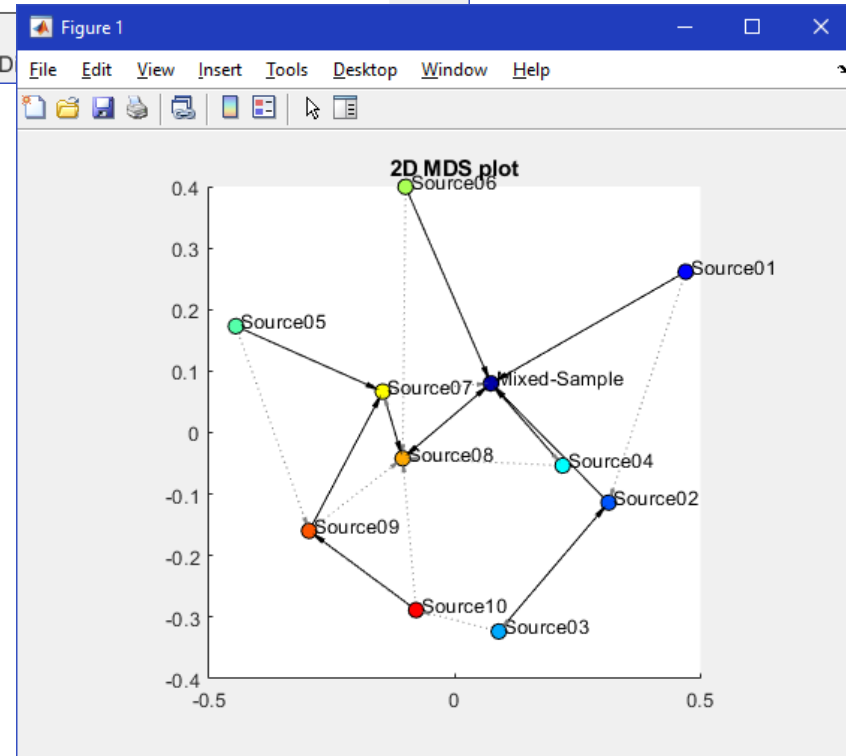 Di
Figure 1
File Edit View Insert Tools Desktop Window Help
2D MDS plot
Source06
0.4
0.3
Source01
0.2
Source05
0.1
Source07
Mixed-Sample
0
Source08
Source04
-0.1
Source02
Source09
-0.2
Source10
-0.3
Source03
-0.4
-0.5 0 0.5